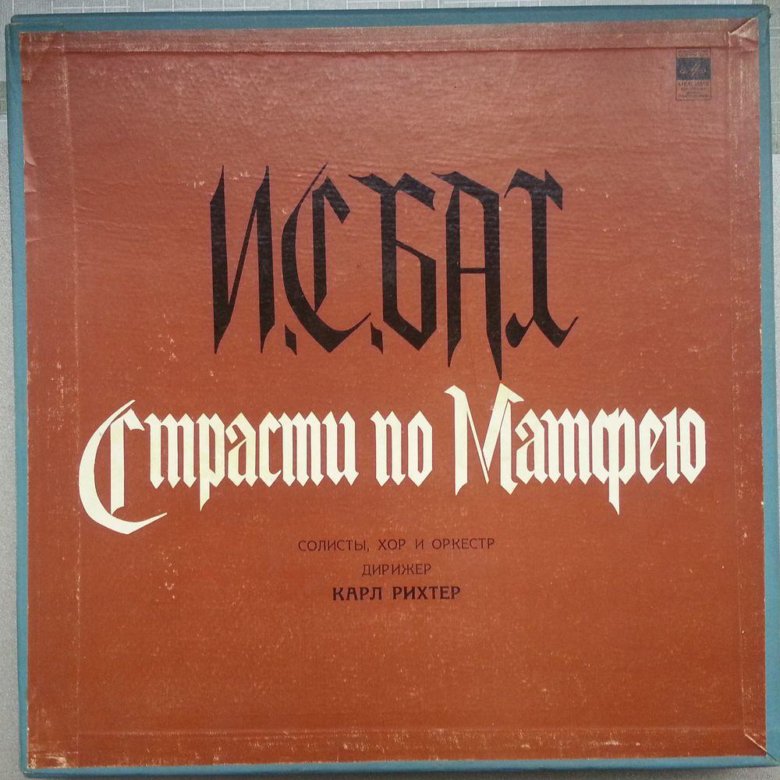 И.С.БАХ
Страсти по Матфею
СОЛИСТЫ, ХОР И ОРКЕСТР
ДИРИЖЕР
КАРЛ РИХТЕР